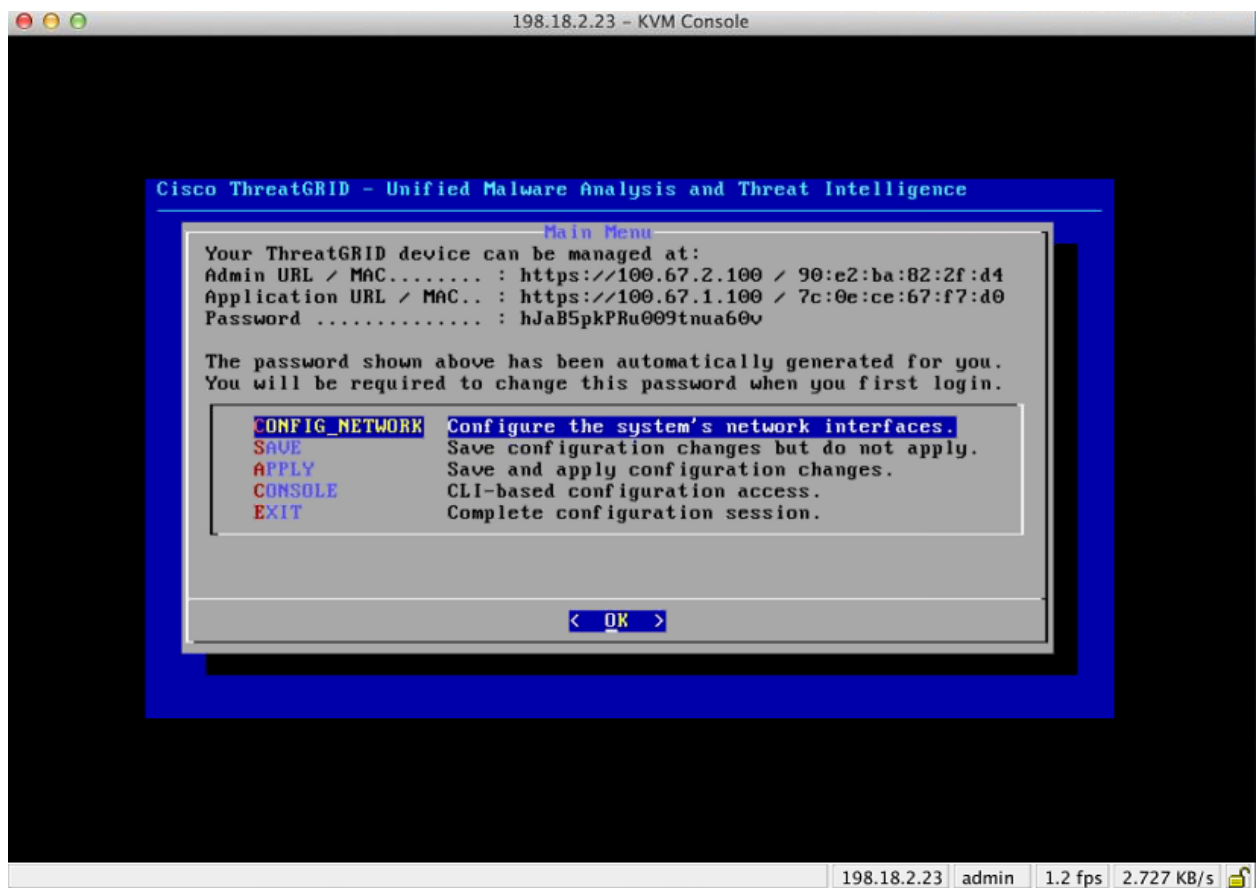 198.18.2.23 – KVM Console
Cisco ThreatGRID - Unified Malware Analysis and Threat Intelligence
Main Menu
Your ThreatGRID device can be managed at:
Admin URL / MAC........ : https://100.67.2.100 / 90:e2:ba:82:2f:d4
Application URL / MAC.. : https://100.67.1.100 / 7c:0e:ce:67:f7:d0
Password .............. : hJaB5pkPRu009tnua60v
The password shown above has been automatically generated for you.
You will be required to change this password when you first login.
CONFIG_NETWORK Configure the system's network interfaces.
SAVE Save configuration changes but do not apply.
APPLY Save and apply configuration changes.
CONSOLE CLI-based configuration access.
EXIT Complete configuration session.
< OK >
198.18.2.23 admin 1.2 fps 2.727 KB/s